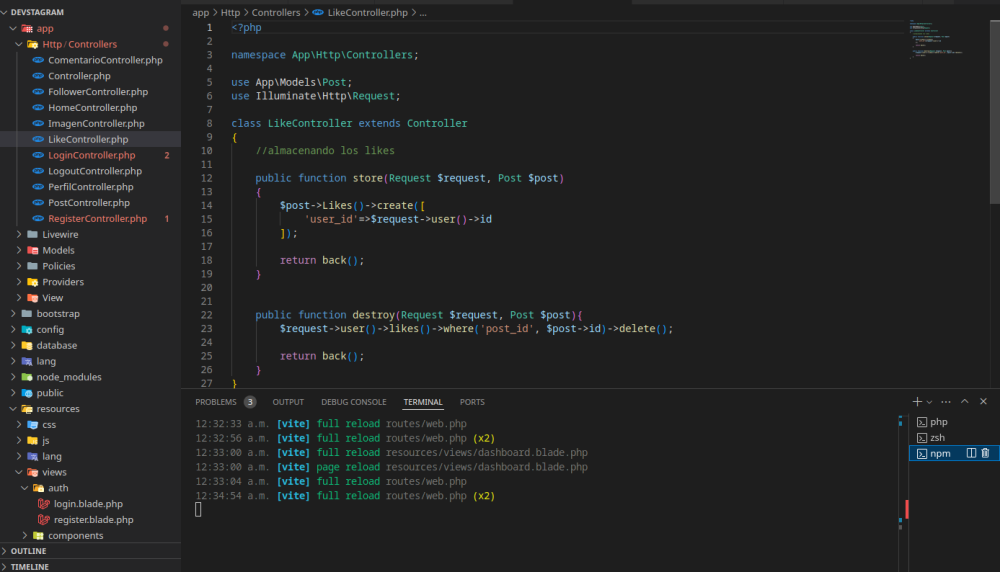 DEVSTAGRAM
app
Http / Controllers
ComentarioController.php
Controller.php
FollowerController.php
HomeController.php
ImagenController.php
LikeController.php
LoginController.php 2
LogoutController.php
PerfilController.php
PostController.php
RegisterController.php 1
Livewire
Models
Policies
Providers
View
bootstrap
config
database
lang
node_modules
public
resources
css
js
lang
views
auth
login.blade.php
register.blade.php
components
OUTLINE
TIMELINE
app > Http > Controllers > LikeController.php > ...
1 <?php
2
3 namespace App\Http\Controllers;
4
5 use App\Models\Post;
6 use Illuminate\Http\Request;
7
8 class LikeController extends Controller
9 {
10 //almacenando los likes
11
12 public function store(Request $request, Post $post)
13 {
14 $post->Likes()->create([
15 'user_id'=>$request->user()->id
16 ]);
17
18 return back();
19 }
20
21
22 public function destroy(Request $request, Post $post){
23 $request->user()->likes()->where('post_id', $post->id)->delete();
24
25 return back();
26 }
27 }
PROBLEMS 3 OUTPUT DEBUG CONSOLE TERMINAL PORTS
12:32:33 a.m. [vite] full reload routes/web.php
12:32:56 a.m. [vite] full reload routes/web.php (x2)
12:33:00 a.m. [vite] full reload resources/views/dashboard.blade.php
12:33:00 a.m. [vite] page reload resources/views/dashboard.blade.php
12:33:04 a.m. [vite] full reload routes/web.php
12:34:54 a.m. [vite] full reload routes/web.php (x2)
php
zsh
npm